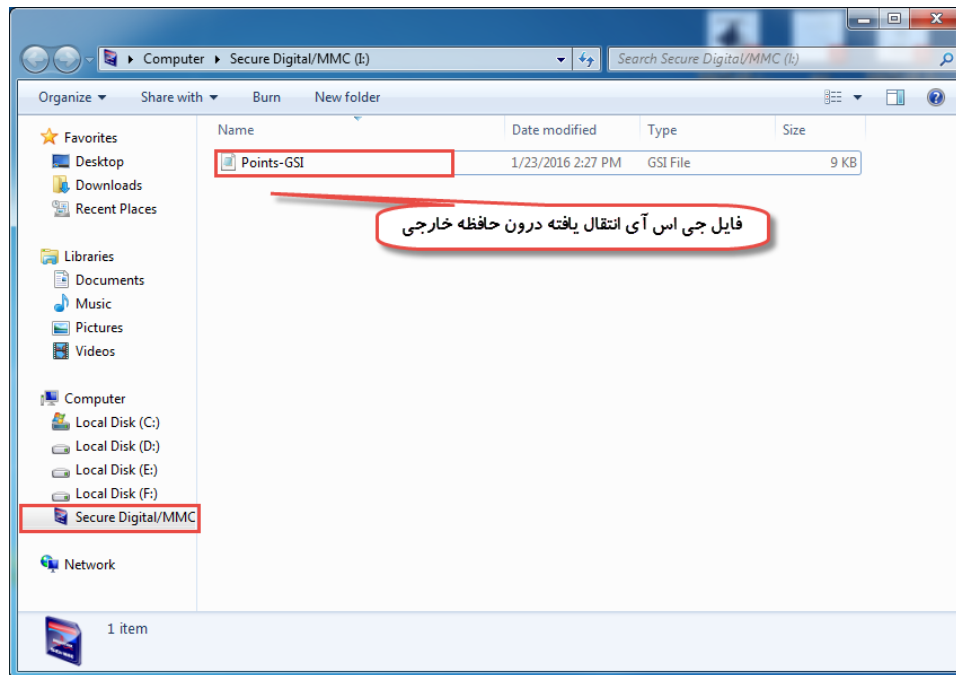 Computer ▸ Secure Digital/MMC (I:)
Search Secure Digital/MMC (I:)
Organize Share with Burn New folder
Favorites
Desktop
Downloads
Recent Places
Libraries
Documents
Music
Pictures
Videos
Computer
Local Disk (C:)
Local Disk (D:)
Local Disk (E:)
Local Disk (F:)
Secure Digital/MMC
Network
Name Date modified Type Size
Points-GSI 1/23/2016 2:27 PM GSI File 9 KB
فایل جی اس آی انتقال یافته درون حافظه خارجی
1 item